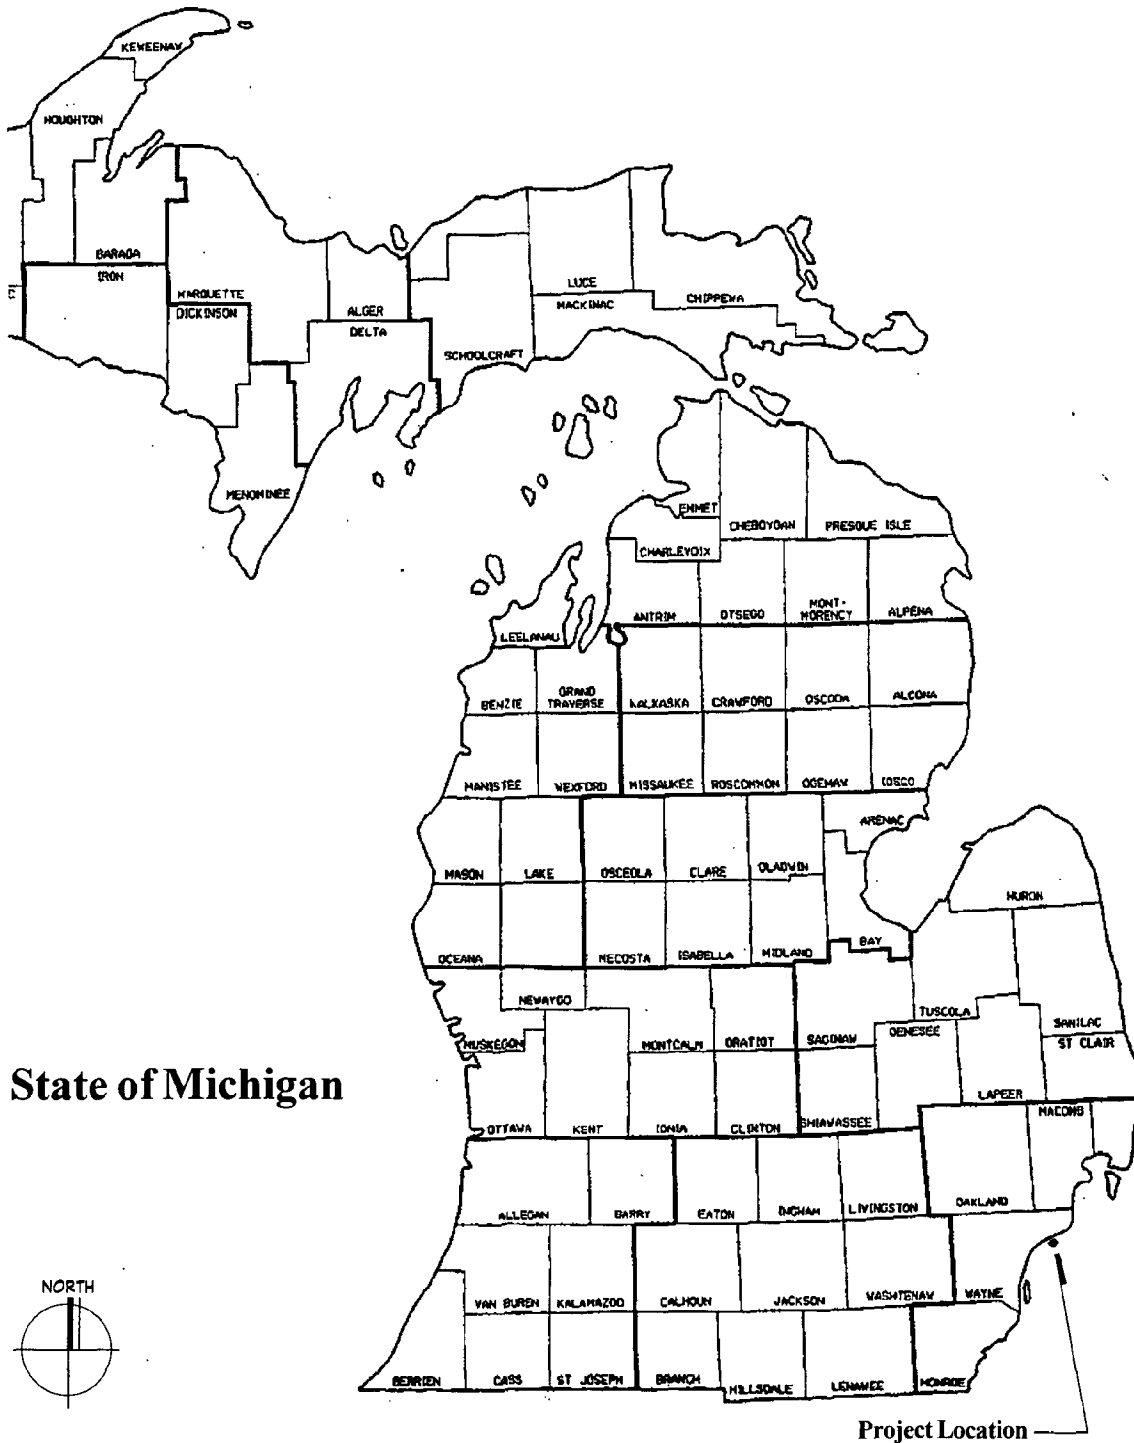 KEWEENAW
HOUGHTON
BARAGA
IRON
MARQUETTE
DICKINSON
ALGER
DELTA
SCHOOLCRAFT
LUCE
MACKINAC
CHIPPEWA
MENOMINEE
EMMET
CHEBOYGAN
PRESQUE ISLE
CHARLEVOIX
ANTRIM
OTSEGO
MONT-
MORENCY
ALPENA
LEELANAU
BENZIE
GRAND
TRAVERSE
KALKASKA
CRAWFORD
OSCODA
ALCONA
MANISTEE
WEXFORD
MISSAUKEE
ROSCOMMON
OGEMAW
IOSCO
ARENAC
MASON
LAKE
OSCEOLA
CLARE
GLADWIN
HURON
OCEANA
MECOSTA
ISABELLA
MIDLAND
BAY
NEWAYGO
TUSCOLA
SANILAC
MUSKEGON
MONTCALM
GRATIOT
SAGINAW
GENESEE
ST CLAIR
State of Michigan
LAPEER
MACOMB
OTTAWA
KENT
IONIA
CLINTON
SHIAWASSEE
ALLEGAN
BARRY
EATON
INGHAM
LIVINGSTON
OAKLAND
NORTH
VAN BUREN
KALAMAZOO
CALHOUN
JACKSON
WASHTENAW
WAYNE
BERRIEN
CASS
ST JOSEPH
BRANCH
HILLSDALE
LENAWEE
MONROE
Project Location